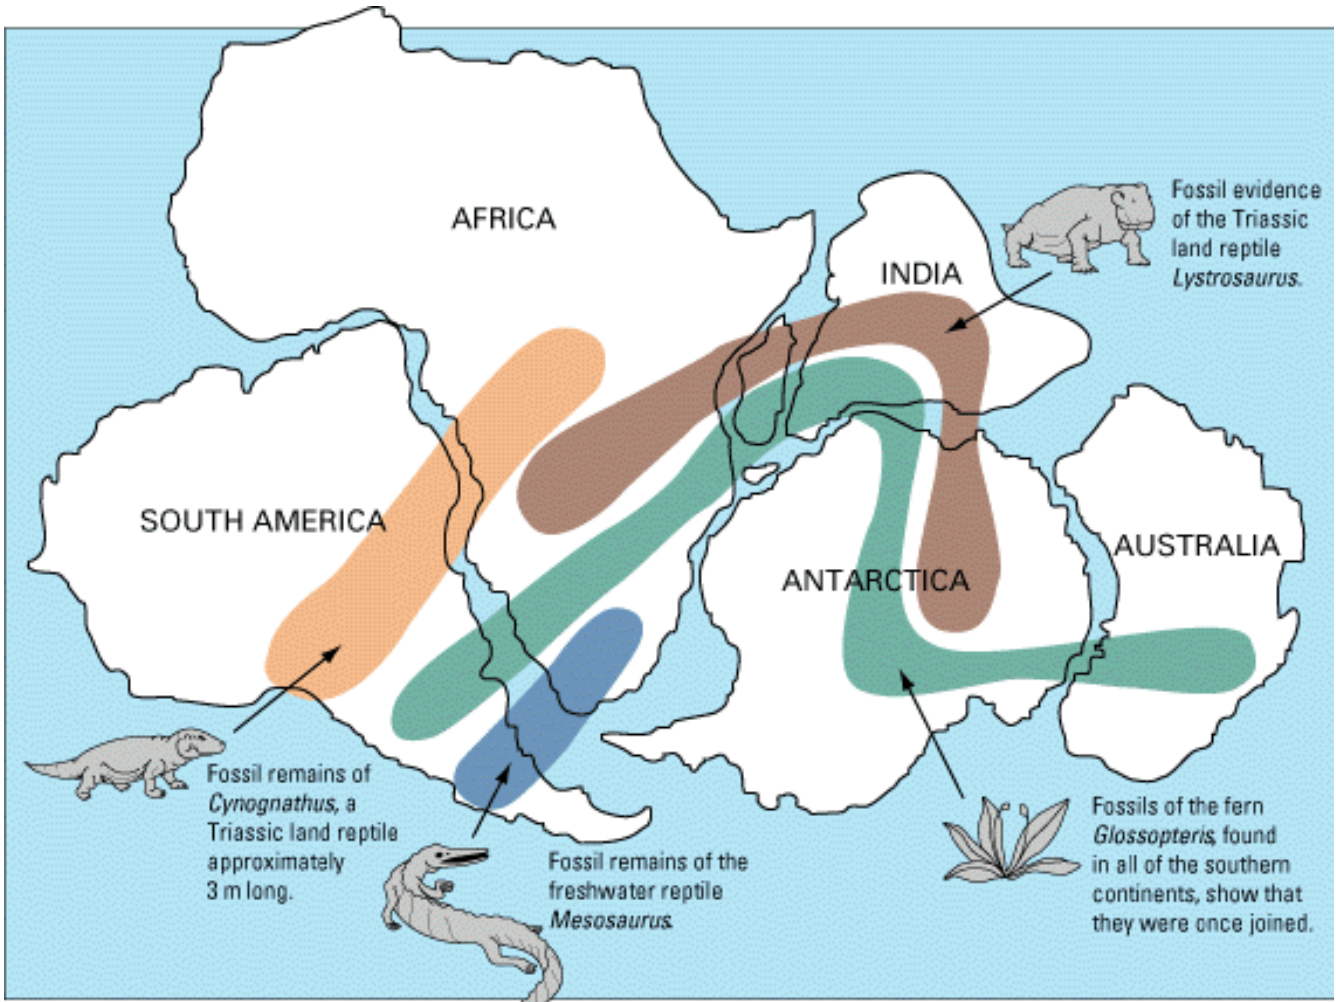 AFRICA
INDIA
Fossil evidence
of the Triassic
land reptile
Lystrosaurus.
SOUTH AMERICA
ANTARCTICA
AUSTRALIA
Fossil remains of
Cynognathus, a
Triassic land reptile
approximately
3 m long.
Fossil remains of the
freshwater reptile
Mesosaurus.
Fossils of the fern
Glossopteris, found
in all of the southern
continents, show that
they were once joined.